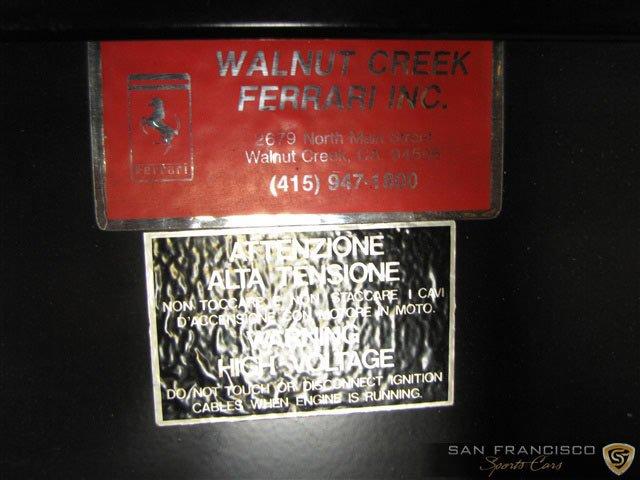 WALNUT CREEK
FERRARI INC.
Ferrari
2679 North Main Street
Walnut Creek, CA 94596
(415) 947-1800
ATTENZIONE
ALTA TENSIONE
NON TOCCARE E NON STACCARE I CAVI
D'ACCENSIONE CON MOTORE IN MOTO.
WARNING
HIGH VOLTAGE
DO NOT TOUCH OR DISCONNECT IGNITION
CABLES WHEN ENGINE IS RUNNING.
SAN FRANCISCO
Sports Cars